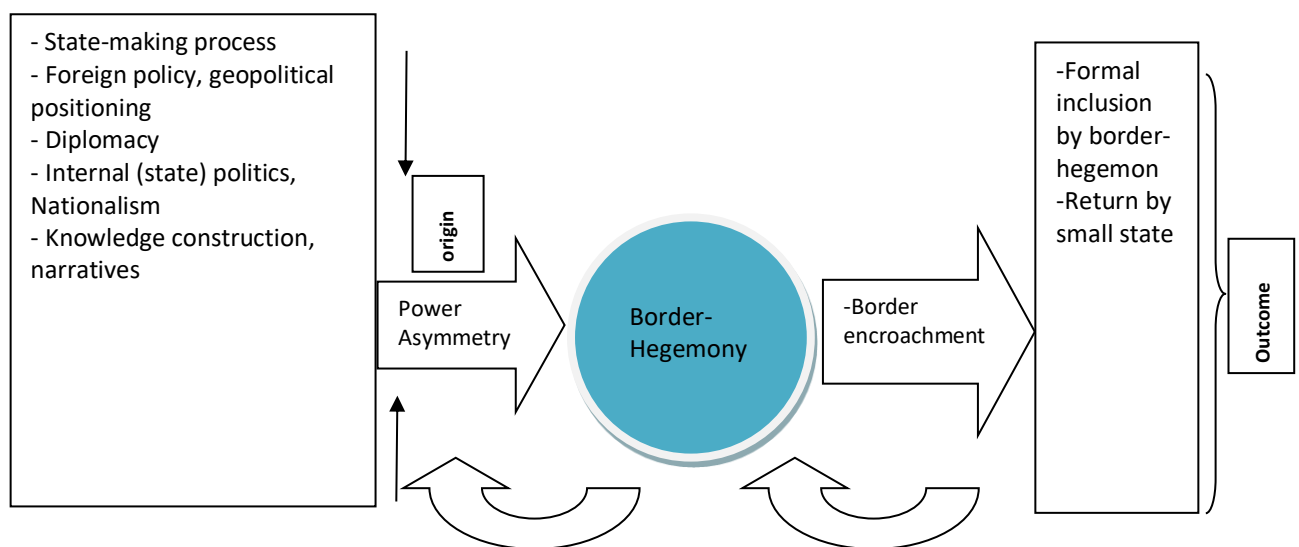 - State-making process
- Foreign policy, geopolitical
positioning
- Diplomacy
- Internal (state) politics,
Nationalism
- Knowledge construction,
narratives
origin
Power
Asymmetry
Border-
Hegemony
-Border
encroachment
-Formal
inclusion
by border-
hegemon
-Return by
small state
Outcome